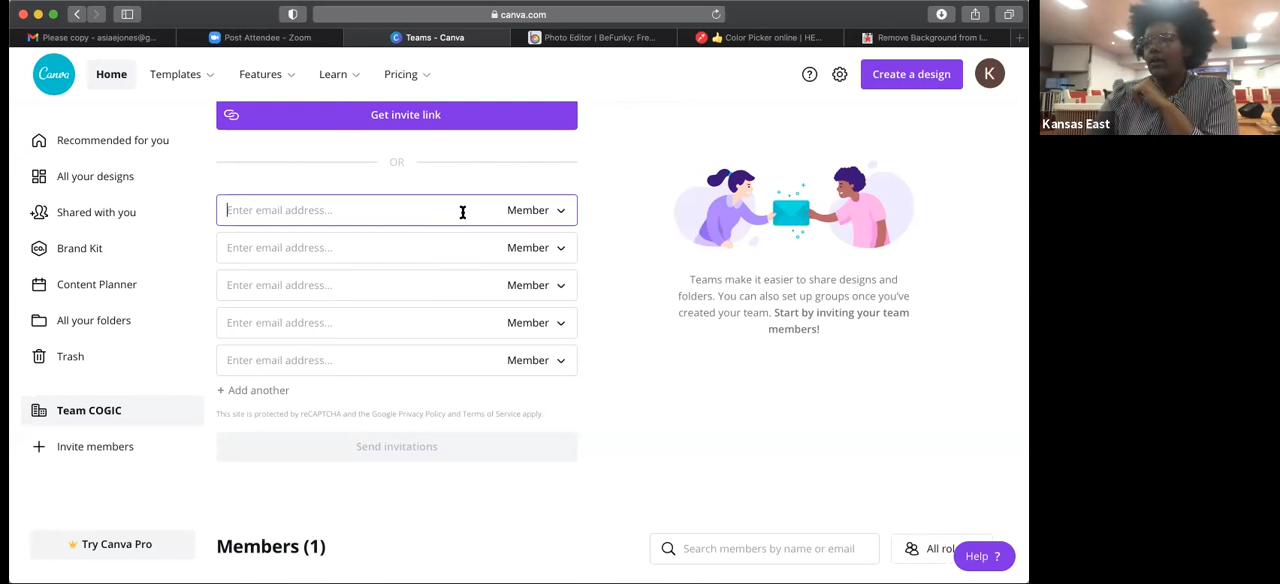 canva.com
Please copy - asiaejones@g...
Post Attendee - Zoom
Teams - Canva
Photo Editor | BeFunky: Fre...
Color Picker online | HE...
Remove Background from I...
Canva
Home
Templates
Features
Learn
Pricing
Create a design
K
Recommended for you
All your designs
Shared with you
Brand Kit
Content Planner
All your folders
Trash
Team COGIC
Invite members
Try Canva Pro
Get invite link
OR
Enter email address... Member
Enter email address... Member
Enter email address... Member
Enter email address... Member
Enter email address... Member
+ Add another
This site is protected by reCAPTCHA and the Google Privacy Policy and Terms of Service apply.
Send invitations
Teams make it easier to share designs and
folders. You can also set up groups once you've
created your team. Start by inviting your team
members!
Members (1)
Search members by name or email
All rol
Help ?
Kansas East